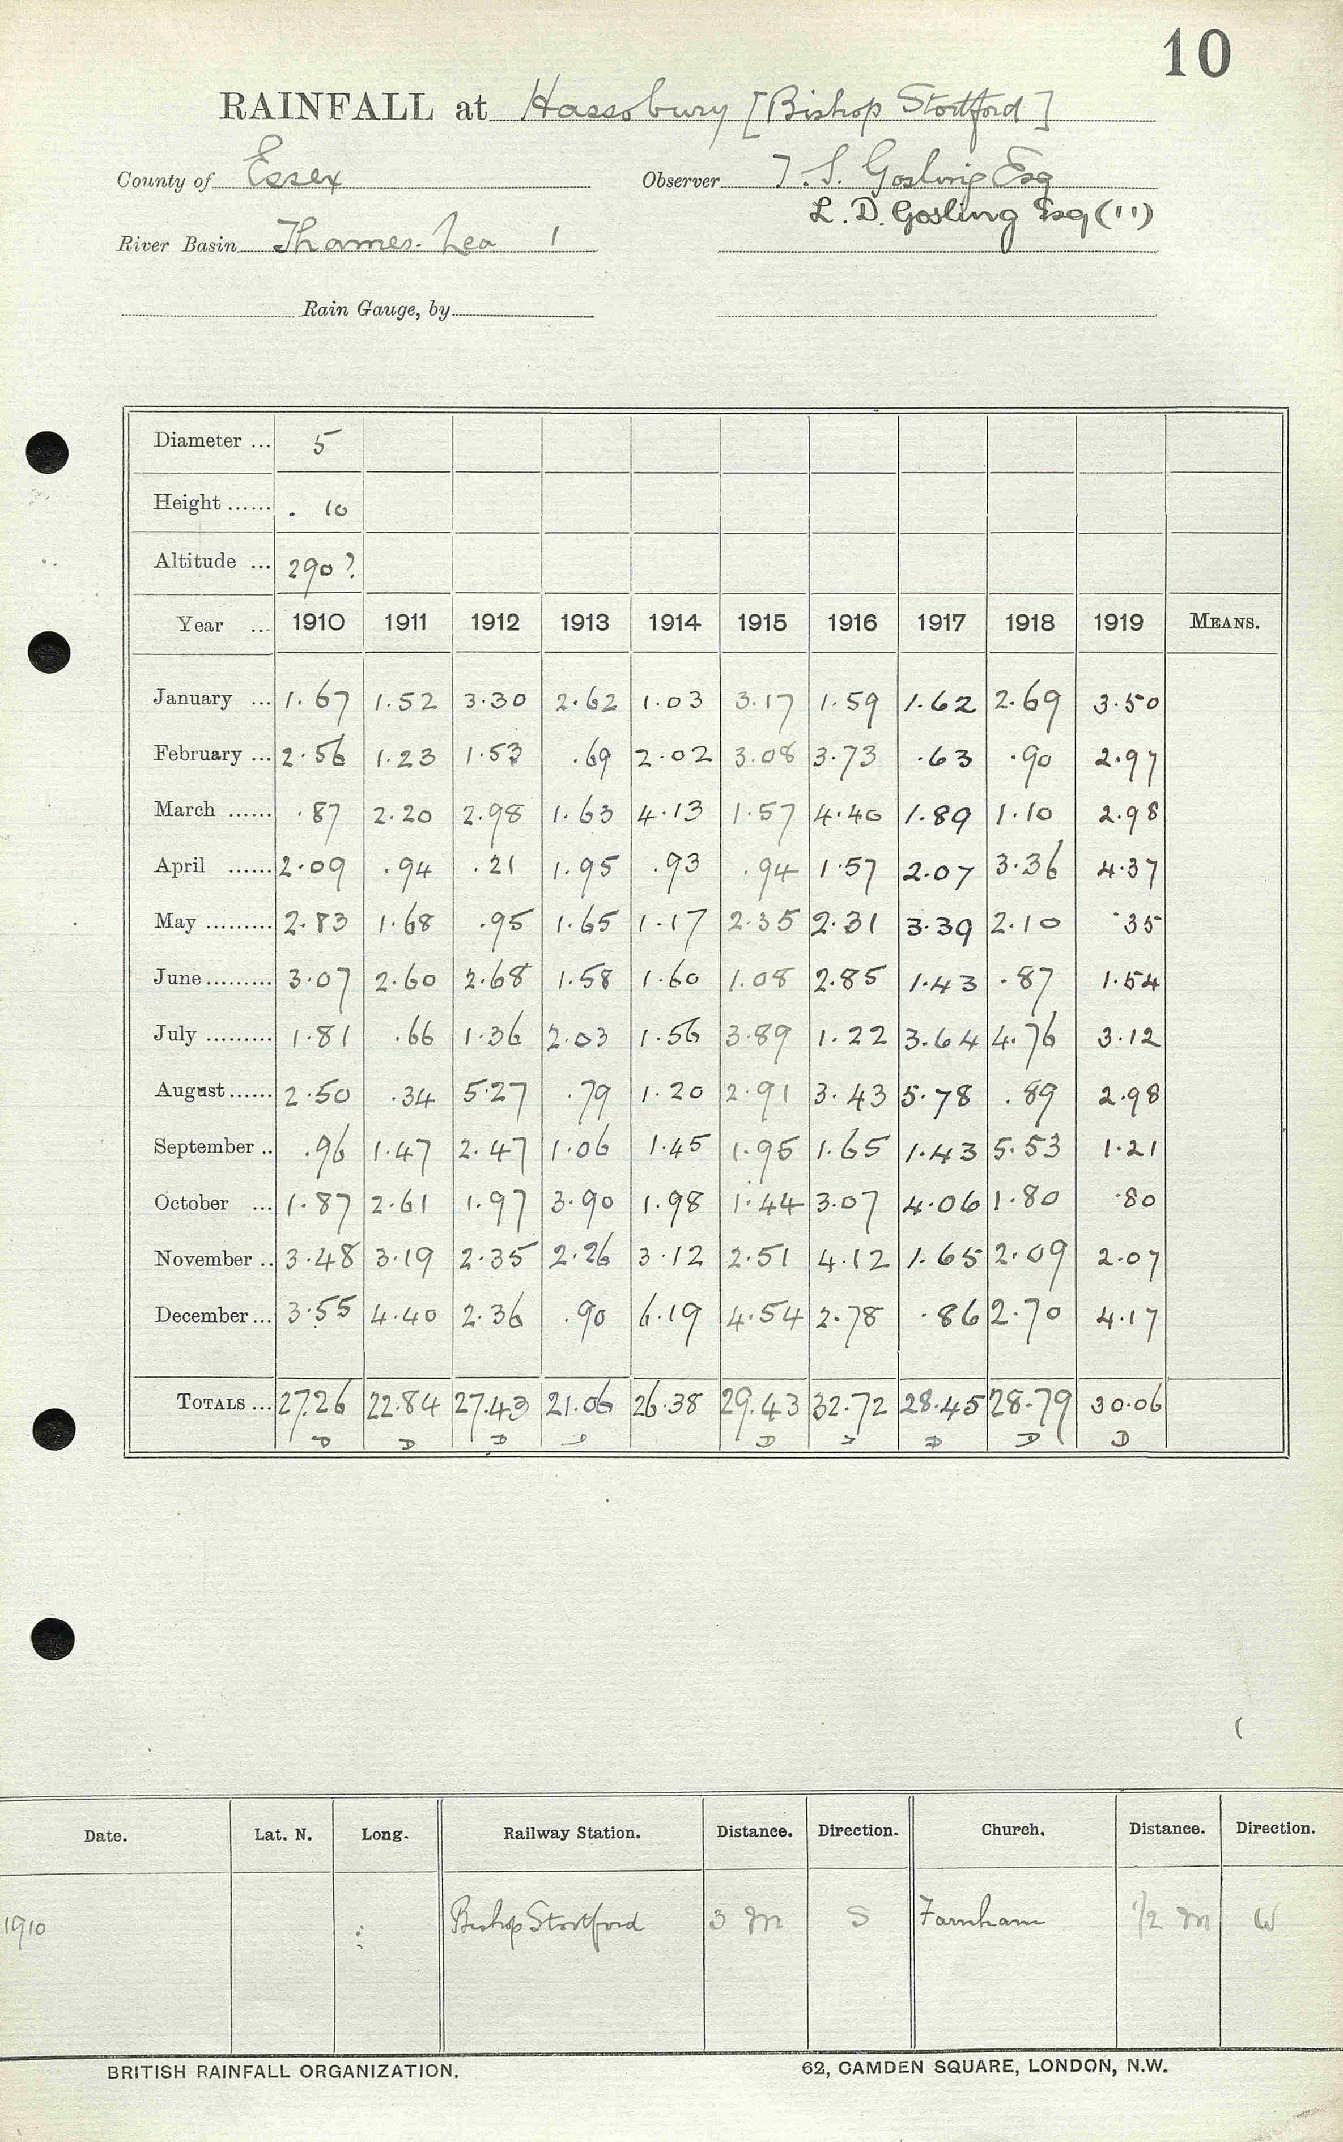 10
RAINFALL at Hassobury [Bishop Stortford]
County of Essex Observer T. S. Gosling Esq
L. D. Gosling Esq (11)
River Basin Thames. Lea 1
Rain Gauge, by
Diameter ... 5
Height ...... . 10
Altitude ... 290 ?
Year ... 1910 1911 1912 1913 1914 1915 1916 1917 1918 1919 MEANS.
January ... 1.67 1.52 3.30 2.62 1.03 3.17 1.59 1.62 2.69 3.50
February ... 2.56 1.23 1.53 .69 2.02 3.08 3.73 .63 .90 2.97
March ...... .87 2.20 2.98 1.63 4.13 1.57 4.40 1.89 1.10 2.98
April ...... 2.09 .94 .21 1.95 .93 .94 1.57 2.07 3.36 4.37
May ......... 2.83 1.68 .95 1.65 1.17 2.35 2.31 3.39 2.10 .35
June ......... 3.07 2.60 2.68 1.58 1.60 1.08 2.85 1.43 .87 1.54
July ......... 1.81 .66 1.36 2.03 1.56 3.89 1.22 3.64 4.76 3.12
August ...... 2.50 .34 5.27 .79 1.20 2.91 3.43 5.78 .89 2.98
September .. .96 1.47 2.47 1.06 1.45 1.95 1.65 1.43 5.53 1.21
October ... 1.87 2.61 1.97 3.90 1.98 1.44 3.07 4.06 1.80 .80
November .. 3.48 3.19 2.35 2.26 3.12 2.51 4.12 1.65 2.09 2.07
December ... 3.55 4.40 2.36 .90 6.19 4.54 2.78 .86 2.70 4.17
TOTALS ... 27.26 22.84 27.43 21.06 26.38 29.43 32.72 28.45 28.79 30.06
D D D D D D D D D
Date. Lat. N. Long. Railway Station. Distance. Direction. Church. Distance. Direction.
1910 Bishop Stortford 3 m S Farnham 1/2 m W
BRITISH RAINFALL ORGANIZATION. 62, CAMDEN SQUARE, LONDON, N.W.